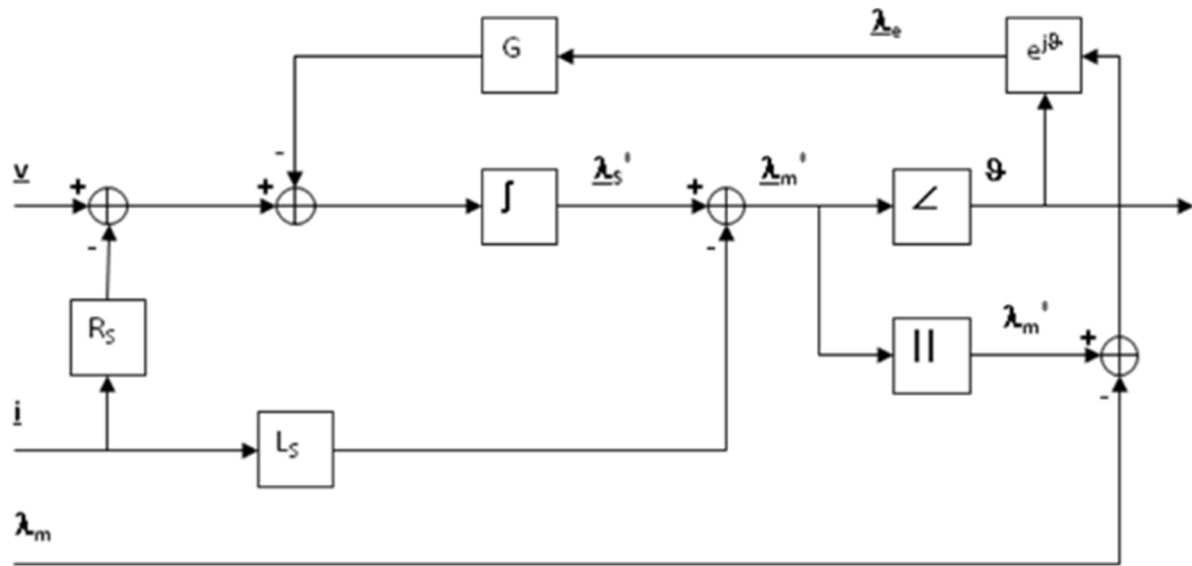 λe
G
e^jϑ
-
v
+
-
+
-
∫
λS'
+
-
λm'
∠
ϑ
RS
||
λm'
+
-
i
LS
λm